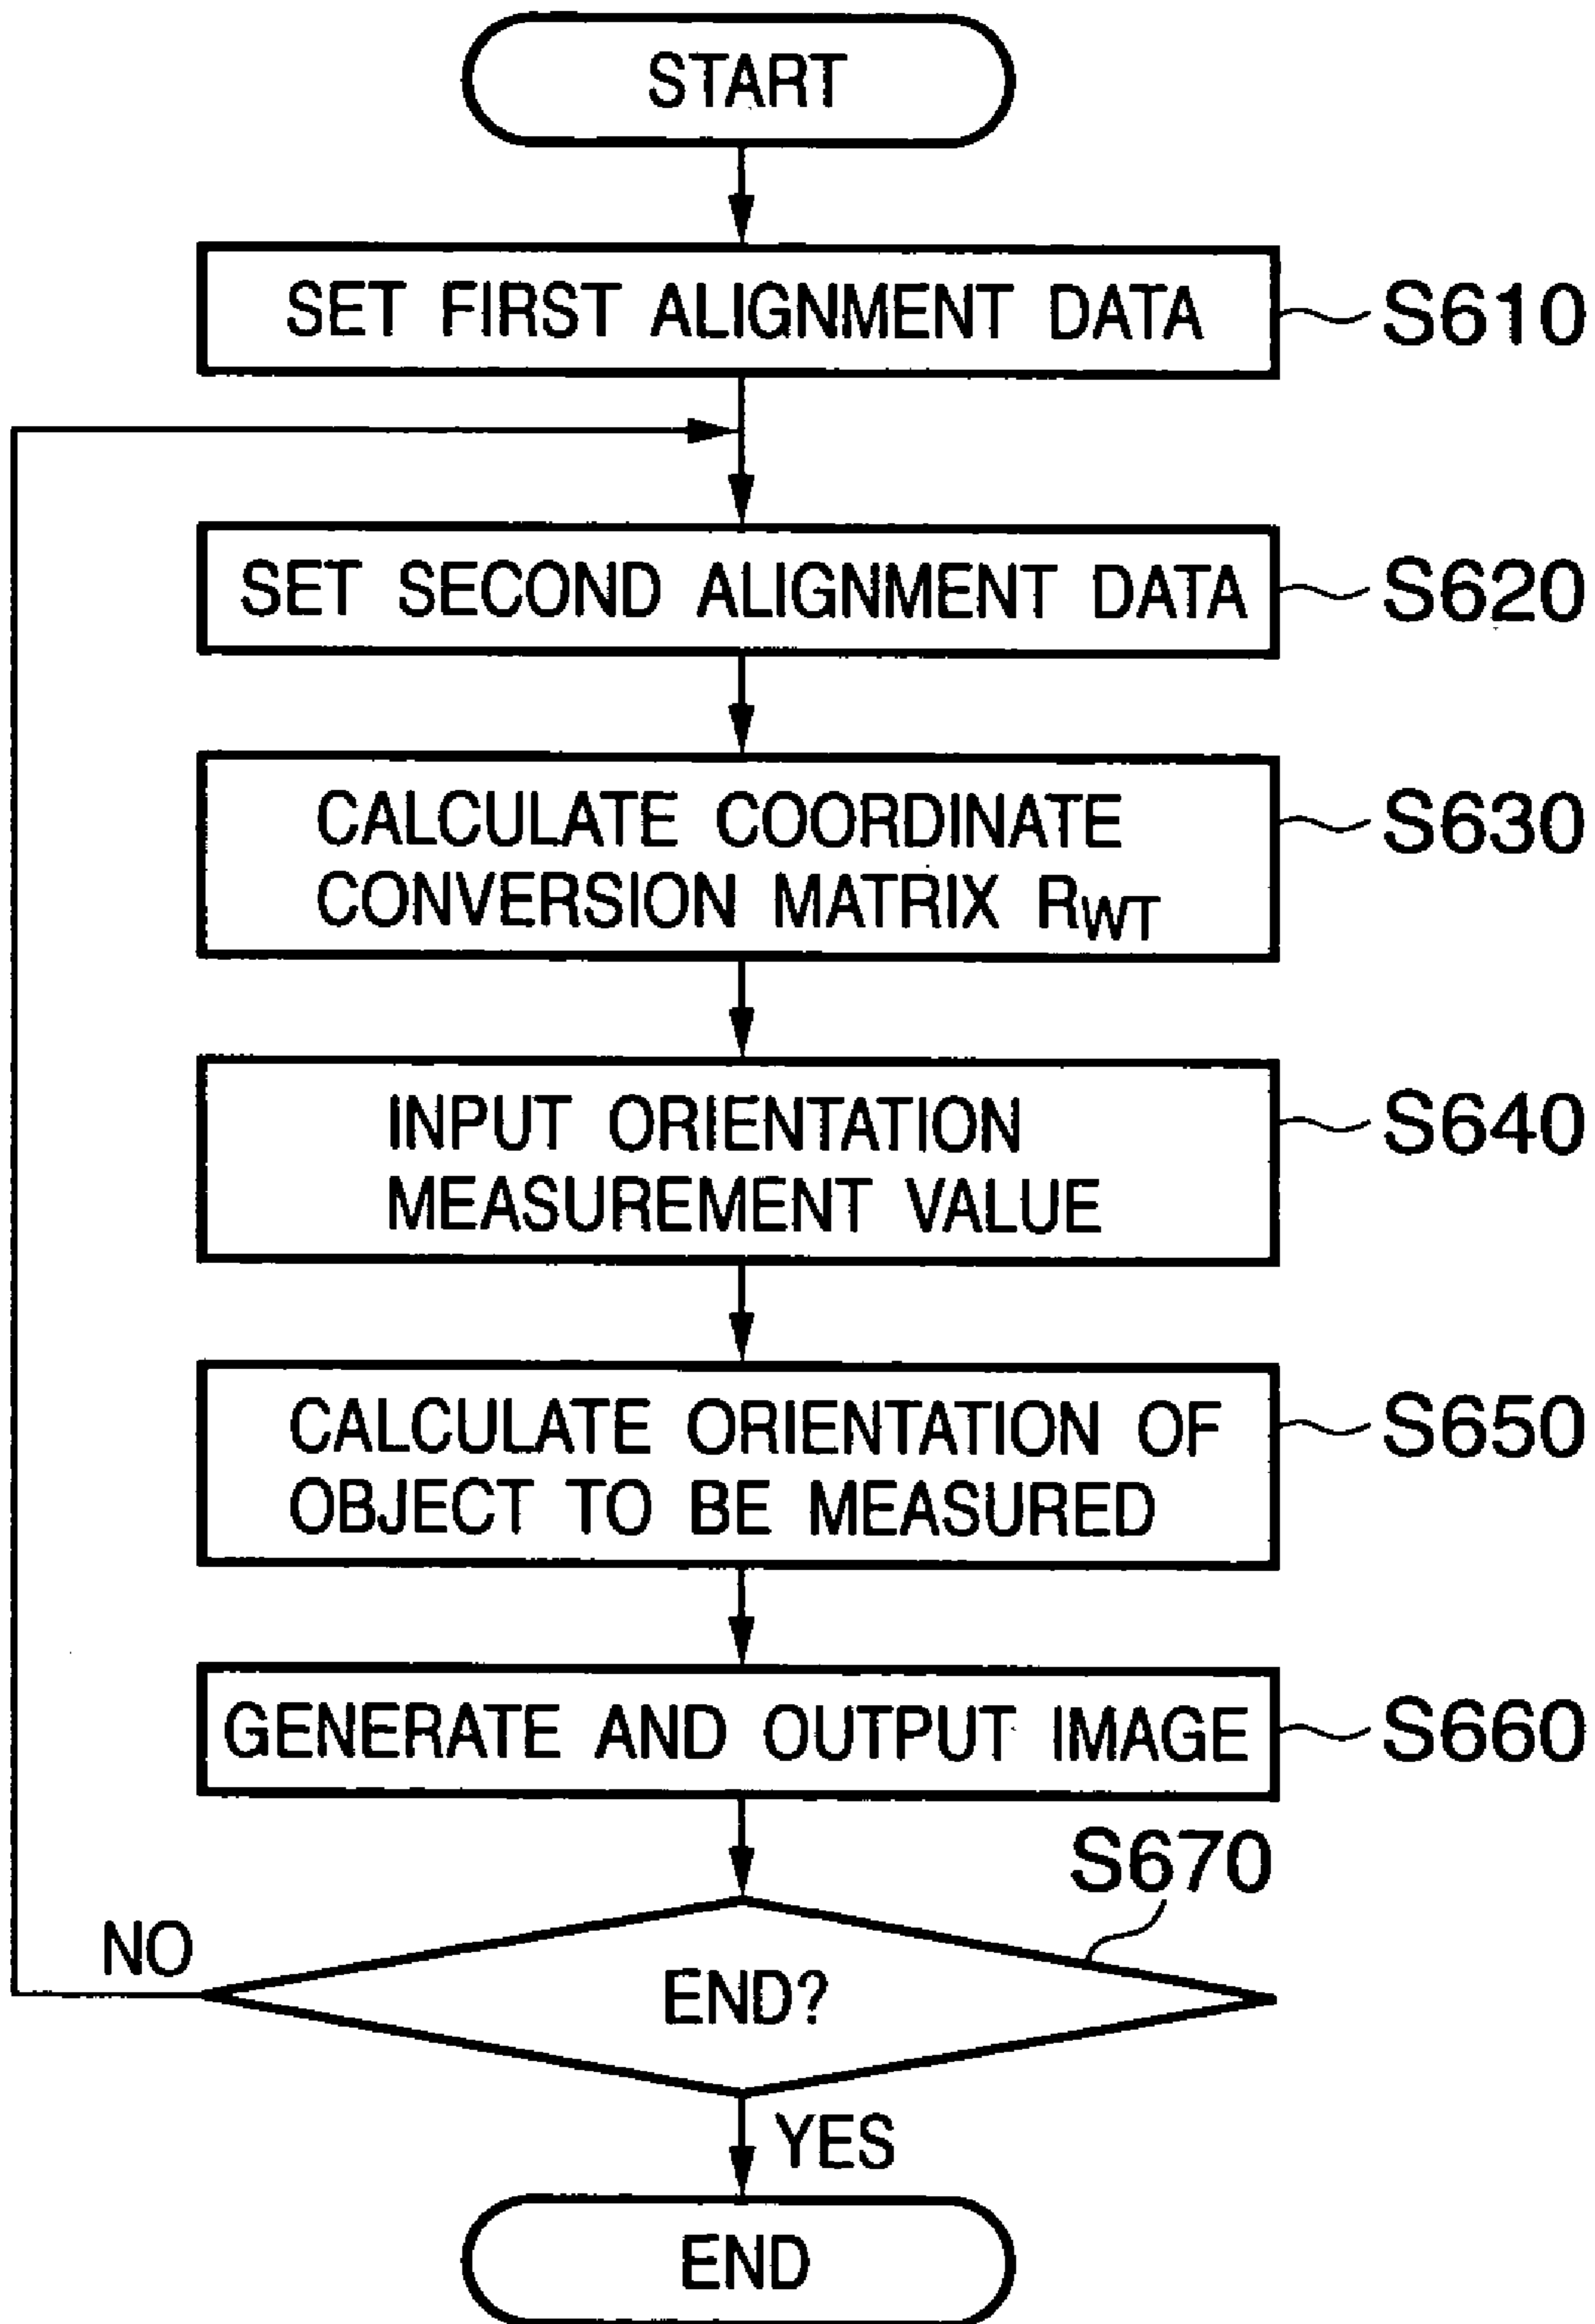 START
SET FIRST ALIGNMENT DATA
S610
SET SECOND ALIGNMENT DATA
S620
CALCULATE COORDINATE
CONVERSION MATRIX RWT
S630
INPUT ORIENTATION
MEASUREMENT VALUE
S640
CALCULATE ORIENTATION OF
OBJECT TO BE MEASURED
S650
GENERATE AND OUTPUT IMAGE
S660
S670
NO
END?
YES
END